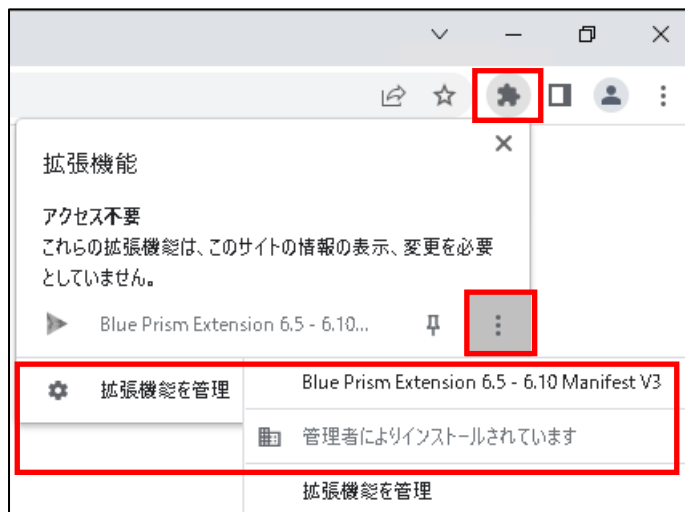 拡張機能
アクセス不要
これらの拡張機能は、このサイトの情報の表示、変更を必要
としていません。
Blue Prism Extension 6.5 - 6.10...
拡張機能を管理
Blue Prism Extension 6.5 - 6.10 Manifest V3
管理者によりインストールされています
拡張機能を管理